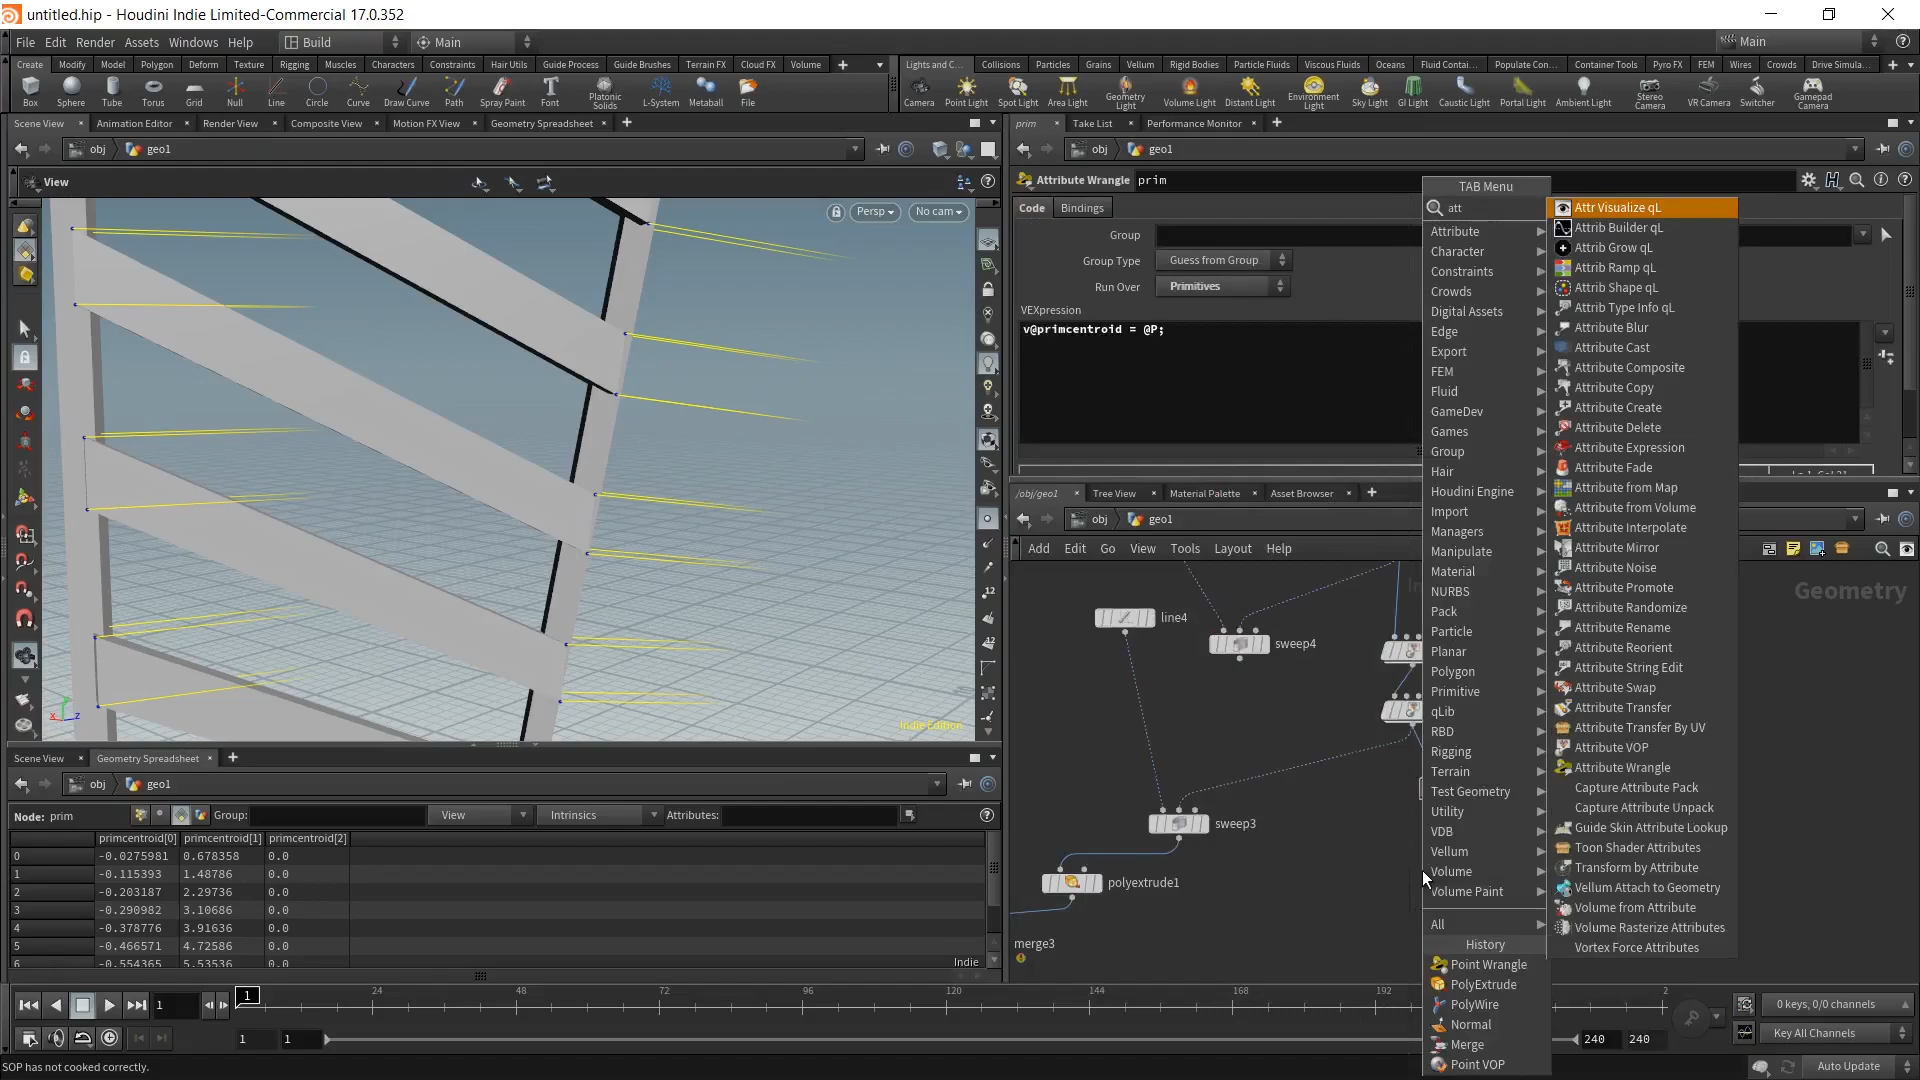 untitled.hip - Houdini Indie Limited-Commercial 17.0.352
File Edit Render Assets Windows Help Build Main Main
Create Modify Model Polygon Deform Texture Rigging Muscles Characters Constraints Hair Utils Guide Process Guide Brushes Terrain FX Cloud FX Volume
Lights and C... Collisions Particles Grains Vellum Rigid Bodies Particle Fluids Viscous Fluids Oceans Fluid Contai... Populate Con... Container Tools Pyro FX FEM Wires Crowds Drive Simula...
Box Sphere Tube Torus Grid Null Line Circle Curve Draw Curve Path Spray Paint Font Platonic Solids L-System Metaball File
Camera Point Light Spot Light Area Light Geometry Light Volume Light Distant Light Environment Light Sky Light GI Light Caustic Light Portal Light Ambient Light Stereo Camera VR Camera Switcher Gamepad Camera
Scene View Animation Editor Render View Composite View Motion FX View Geometry Spreadsheet
prim Take List Performance Monitor
obj geo1
obj geo1
View
Persp No cam
Indie Edition
x y z
Attribute Wrangle prim
Code Bindings
Group
Group Type Guess from Group
Run Over Primitives
VEXpression
v@primcentroid = @P;
/obj/geo1 Tree View Material Palette Asset Browser
obj geo1
Add Edit Go View Tools Layout Help
Geometry
line4
sweep4
sweep3
polyextrude1
merge3
TAB Menu
att
Attribute
Character
Constraints
Crowds
Digital Assets
Edge
Export
FEM
Fluid
GameDev
Games
Group
Hair
Houdini Engine
Import
Managers
Manipulate
Material
NURBS
Pack
Particle
Planar
Polygon
Primitive
qLib
RBD
Rigging
Terrain
Test Geometry
Utility
VDB
Vellum
Volume
Volume Paint
All
History
Point Wrangle
PolyExtrude
PolyWire
Normal
Merge
Point VOP
Attr Visualize qL
Attrib Builder qL
Attrib Grow qL
Attrib Ramp qL
Attrib Shape qL
Attrib Type Info qL
Attribute Blur
Attribute Cast
Attribute Composite
Attribute Copy
Attribute Create
Attribute Delete
Attribute Expression
Attribute Fade
Attribute from Map
Attribute from Volume
Attribute Interpolate
Attribute Mirror
Attribute Noise
Attribute Promote
Attribute Randomize
Attribute Rename
Attribute Reorient
Attribute String Edit
Attribute Swap
Attribute Transfer
Attribute Transfer By UV
Attribute VOP
Attribute Wrangle
Capture Attribute Pack
Capture Attribute Unpack
Guide Skin Attribute Lookup
Toon Shader Attributes
Transform by Attribute
Vellum Attach to Geometry
Volume from Attribute
Volume Rasterize Attributes
Vortex Force Attributes
Scene View Geometry Spreadsheet
obj geo1
Node: prim Group: View Intrinsics Attributes:
primcentroid[0] primcentroid[1] primcentroid[2]
0 -0.0275981 0.678358 0.0
1 -0.115393 1.48786 0.0
2 -0.203187 2.29736 0.0
3 -0.290982 3.10686 0.0
4 -0.378776 3.91636 0.0
5 -0.466571 4.72586 0.0
6 -0.554365 5.53536 0.0
Indie
1 1 24 48 72 96 120 144 168 192 2
0 keys, 0/0 channels
1 1 240 240 Key All Channels
SOP has not cooked correctly.
Auto Update